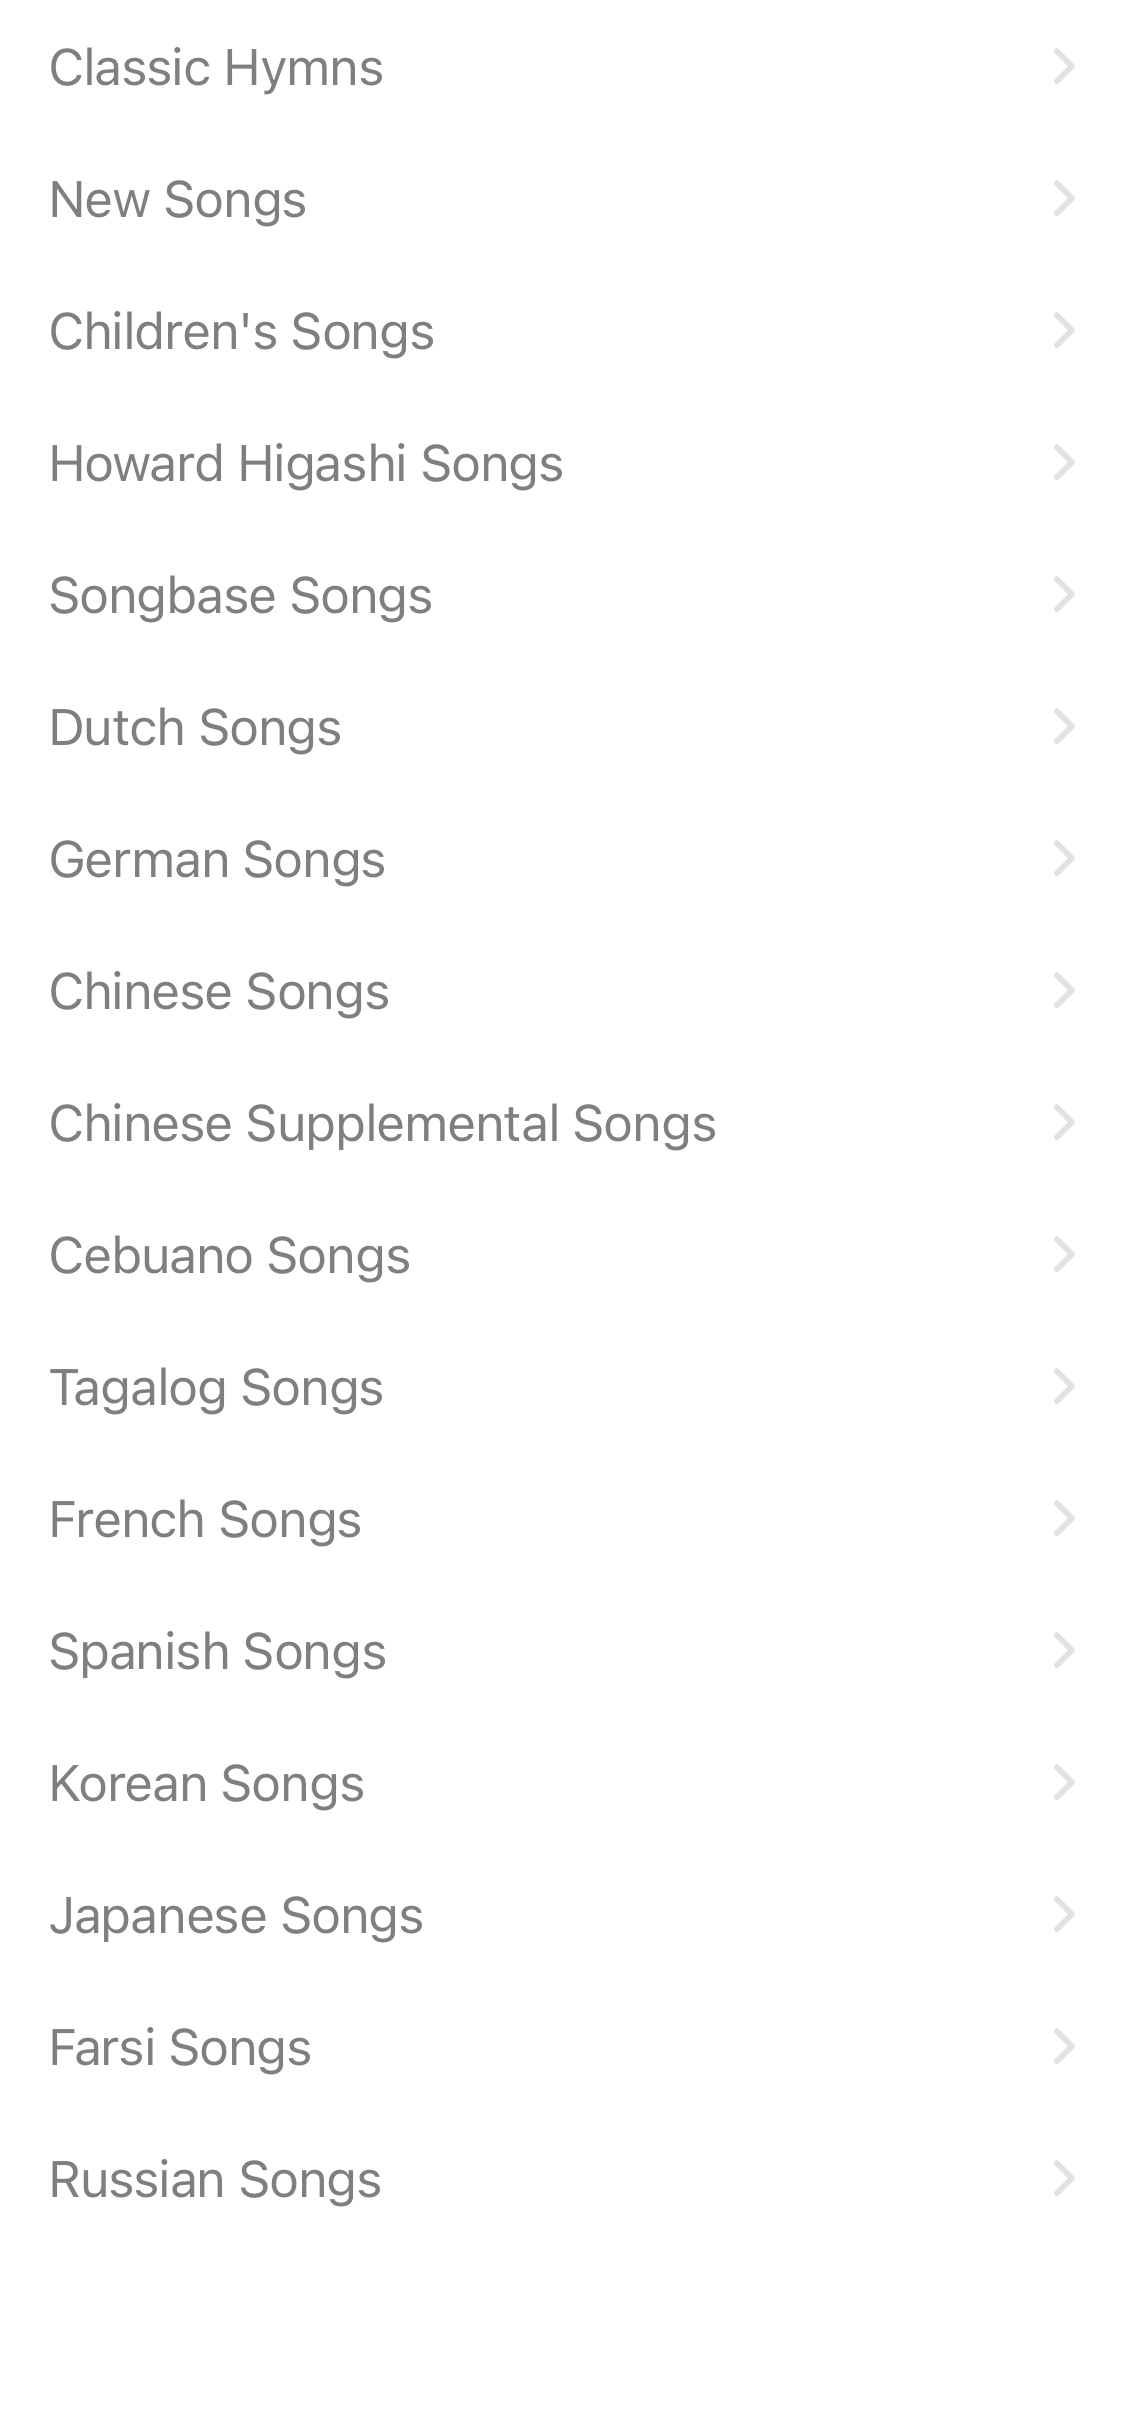 Classic Hymns
New Songs
Children's Songs
Howard Higashi Songs
Songbase Songs
Dutch Songs
German Songs
Chinese Songs
Chinese Supplemental Songs
Cebuano Songs
Tagalog Songs
French Songs
Spanish Songs
Korean Songs
Japanese Songs
Farsi Songs
Russian Songs